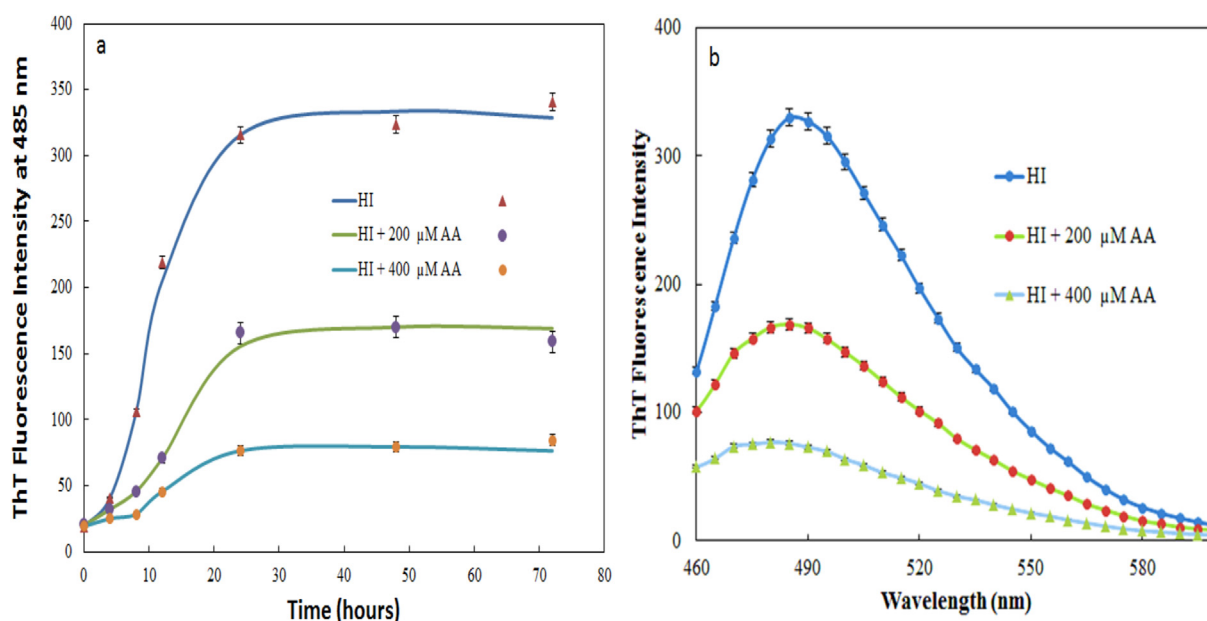 a
ThT Fluorescence Intensity at 485 nm
400
350
300
250
200
150
100
50
0
HI
HI + 200 µM AA
HI + 400 µM AA
0 10 20 30 40 50 60 70 80
Time (hours)
b
ThT Fluorescence Intensity
400
300
200
100
0
HI
HI + 200 µM AA
HI + 400 µM AA
460 490 520 550 580
Wavelength (nm)